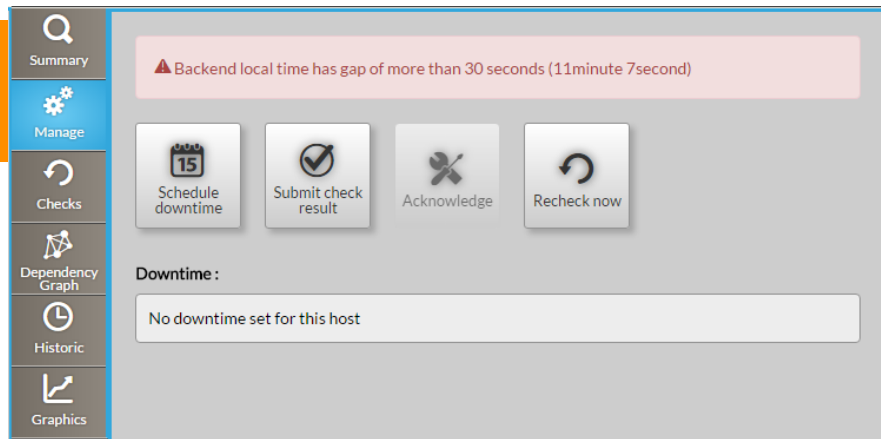 Summary
Manage
Checks
Dependency
Graph
Historic
Graphics
Backend local time has gap of more than 30 seconds (11minute 7second)
15
Schedule
downtime
Submit check
result
Acknowledge
Recheck now
Downtime :
No downtime set for this host